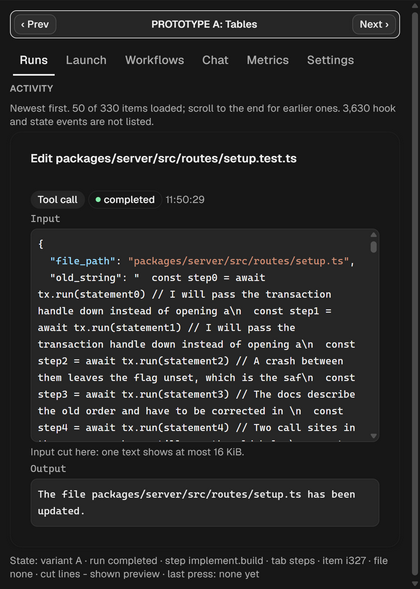 ‹ Prev
PROTOTYPE A: Tables
Next ›
Runs Launch Workflows Chat Metrics Settings
ACTIVITY
Newest first. 50 of 330 items loaded; scroll to the end for earlier ones. 3,630 hook
and state events are not listed.
Edit packages/server/src/routes/setup.test.ts
Tool call
completed
11:50:29
Input
{
"file_path": "packages/server/src/routes/setup.ts",
"old_string": "  const step0 = await
tx.run(statement0) // I will pass the transaction
handle down instead of opening a\n  const step1 =
await tx.run(statement1) // I will pass the
transaction handle down instead of opening a\n  const
step2 = await tx.run(statement2) // A crash between
them leaves the flag unset, which is the saf\n  const
step3 = await tx.run(statement3) // The docs describe
the old order and have to be corrected in \n  const
step4 = await tx.run(statement4) // Two call sites in
Input cut here: one text shows at most 16 KiB.
Output
The file packages/server/src/routes/setup.ts has been
updated.
State: variant A · run completed · step implement.build · tab steps · item i327 · file
none · cut lines - shown preview · last press: none yet